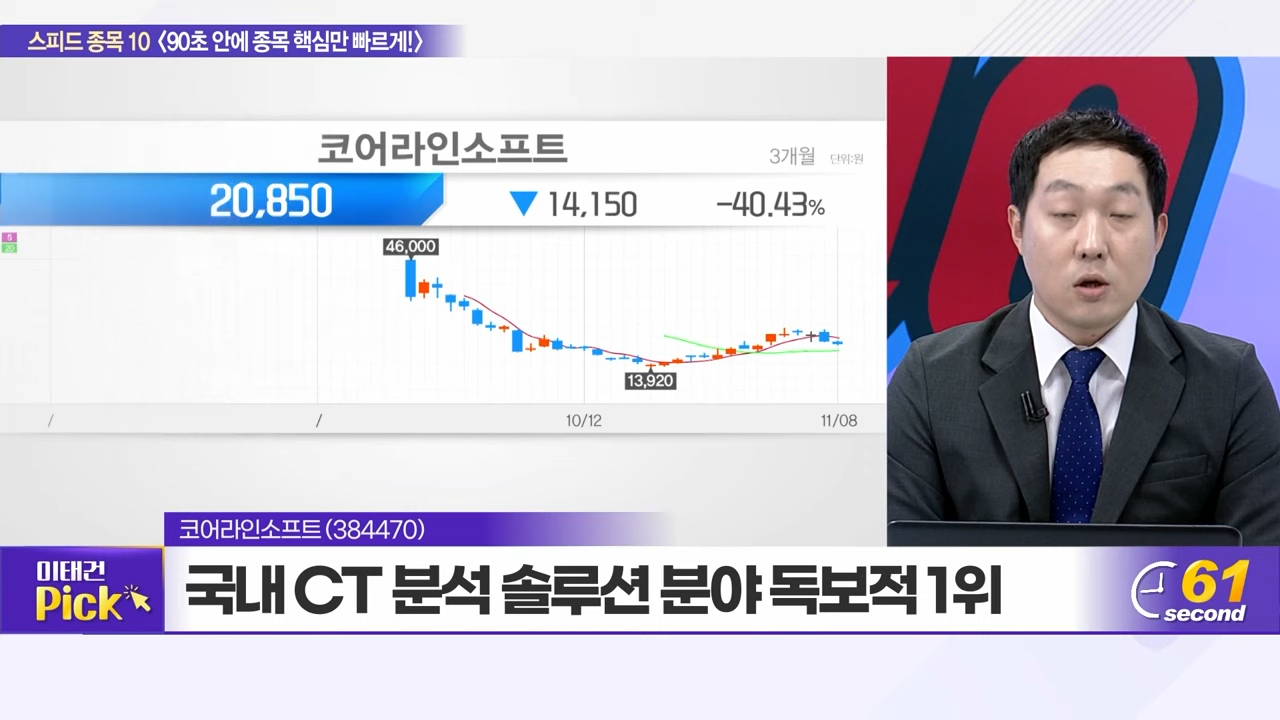 스피드 종목 10 〈90초 안에 종목 핵심만 빠르게!〉
코어라인소프트
3개월 단위:원
20,850 ▼ 14,150 -40.43%
5
20
46,000
13,920
/ / 10/12 11/08
코어라인소프트(384470)
이태건
Pick
국내 CT 분석 솔루션 분야 독보적 1위
61
second